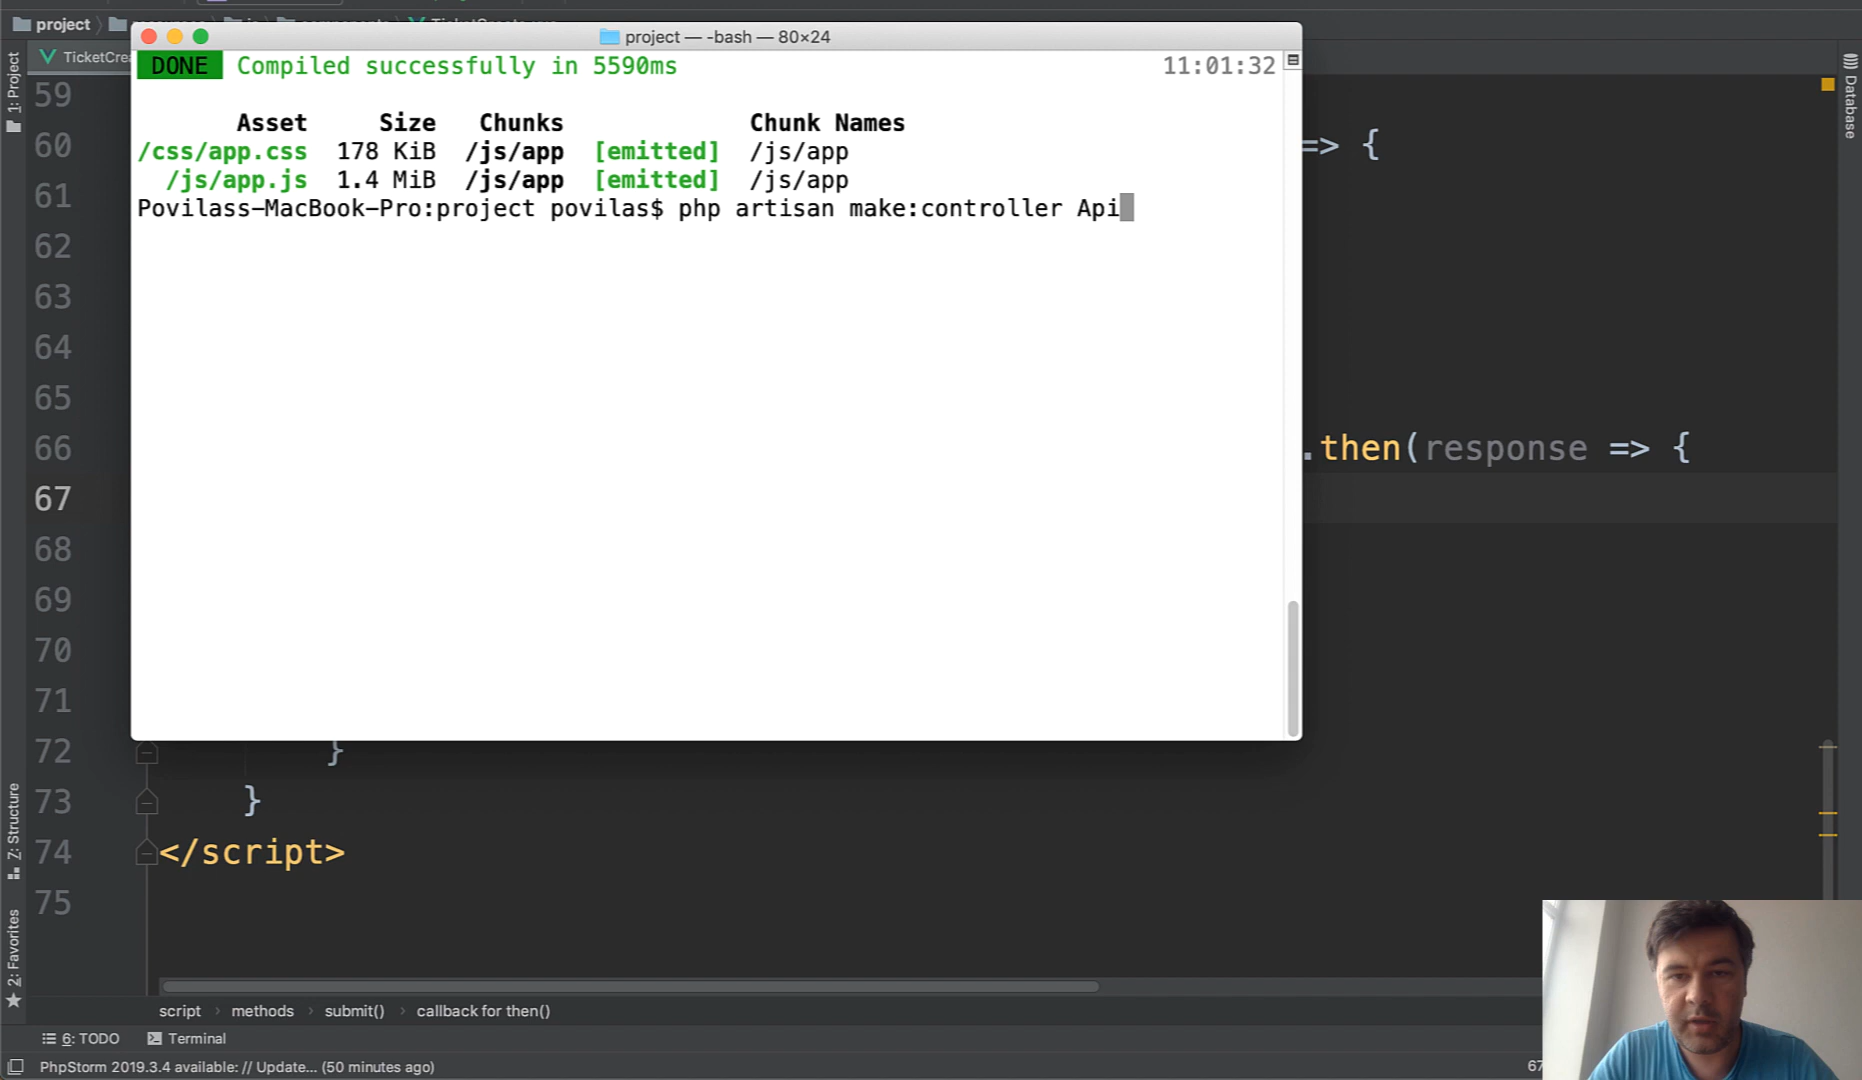 project
TicketCreate.vue
TicketCre
1: Project
Database
project — -bash — 80×24
DONE Compiled successfully in 5590ms 11:01:32
Asset Size Chunks Chunk Names
/css/app.css 178 KiB /js/app [emitted] /js/app
/js/app.js 1.4 MiB /js/app [emitted] /js/app
Povilass-MacBook-Pro:project povilas$ php artisan make:controller Api
59
60 => {
61
62
63
64
65
66 .then(response => {
67
68
69
70
71
72 }
73 }
74 </script>
75
Z: Structure
2: Favorites
script › methods › submit() › callback for then()
6: TODO Terminal
PhpStorm 2019.3.4 available: // Update... (50 minutes ago) 67